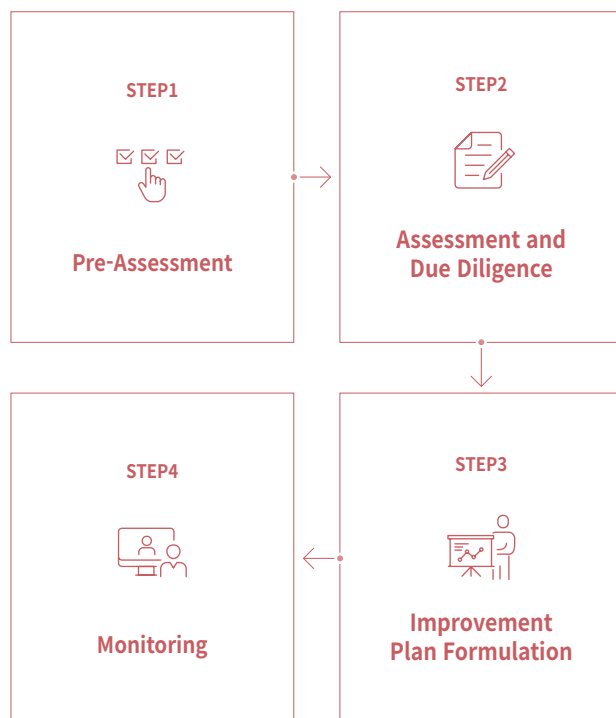 STEP1
Pre-Assessment
STEP2
Assessment and
Due Diligence
STEP3
Improvement
Plan Formulation
STEP4
Monitoring